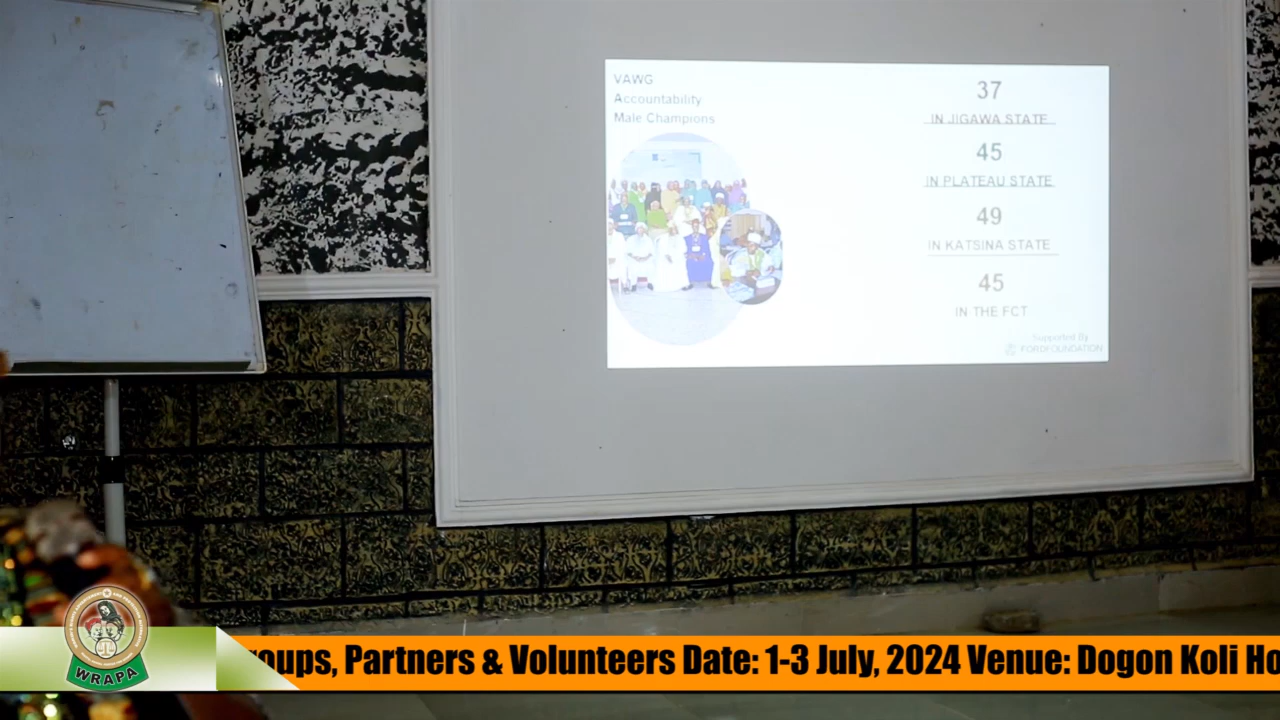 VAWG
Accountability
Male Champions
37
IN JIGAWA STATE
45
IN PLATEAU STATE
49
IN KATSINA STATE
45
IN THE FCT
Supported By
FORDFOUNDATION
WRAPA
roups, Partners & Volunteers Date: 1-3 July, 2024 Venue: Dogon Koli Ho